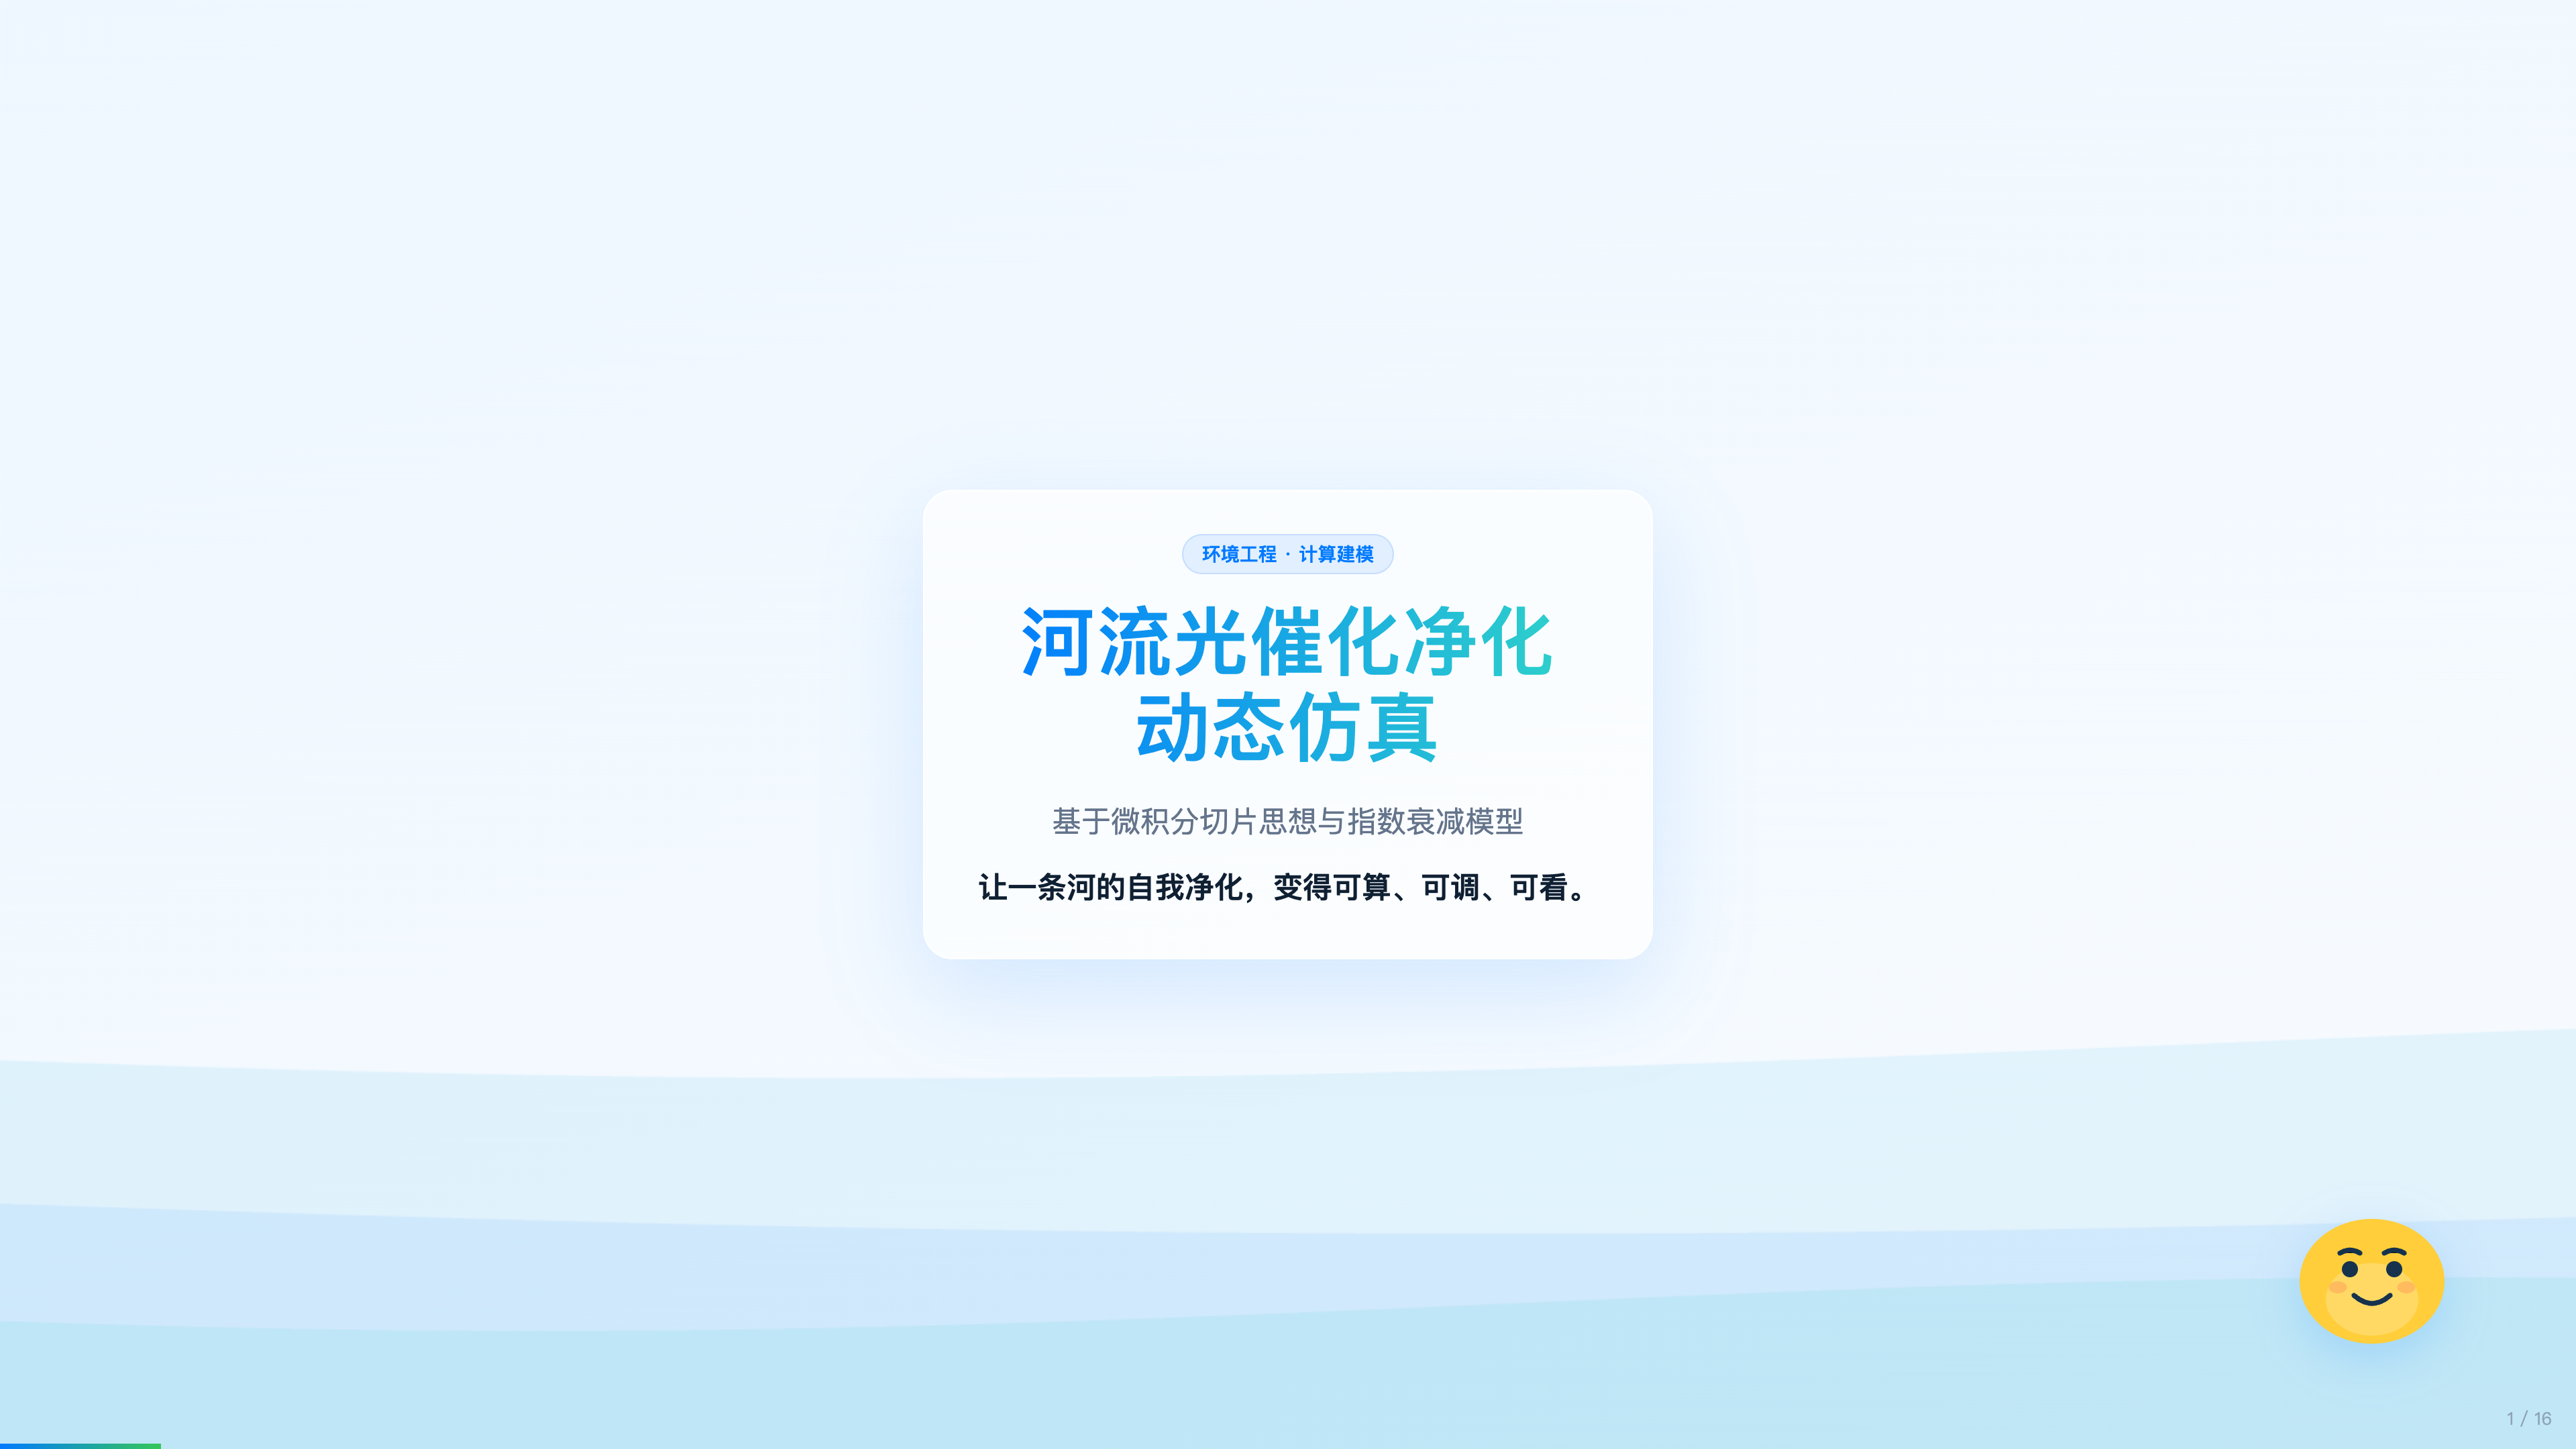 环境工程 · 计算建模
河流光催化净化
动态仿真
基于微积分切片思想与指数衰减模型
让一条河的自我净化，变得可算、可调、可看。
1 / 16